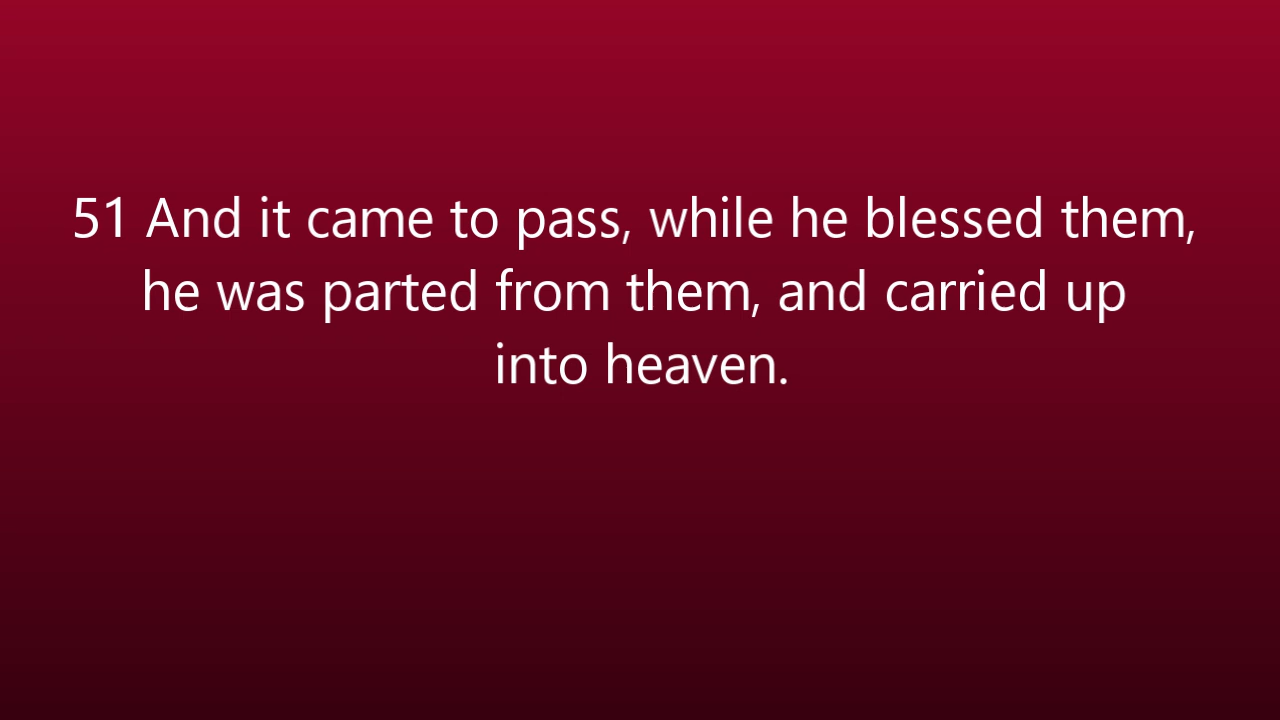 51 And it came to pass, while he blessed them,
he was parted from them, and carried up
into heaven.